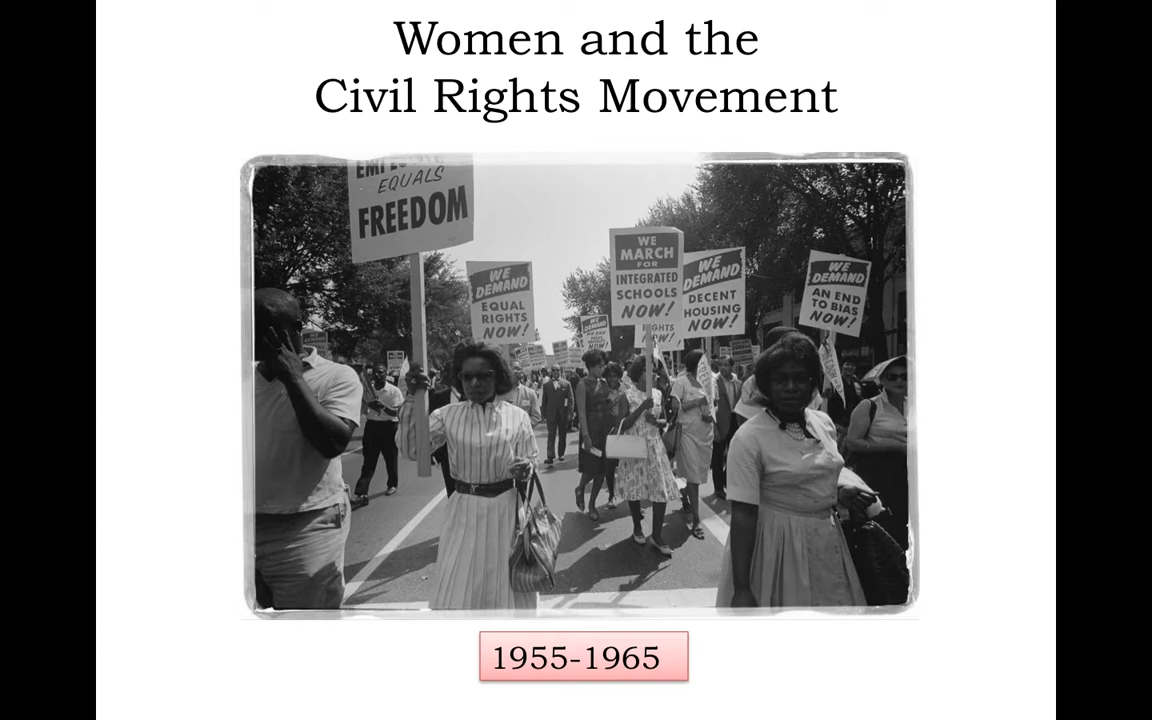 Women and the
Civil Rights Movement
EQUALS
FREEDOM
WE
DEMAND
EQUAL
RIGHTS
NOW!
WE
MARCH
FOR
INTEGRATED
SCHOOLS
NOW!
WE
DEMAND
DECENT
HOUSING
NOW!
WE
DEMAND
AN END
TO BIAS
NOW!
1955-1965